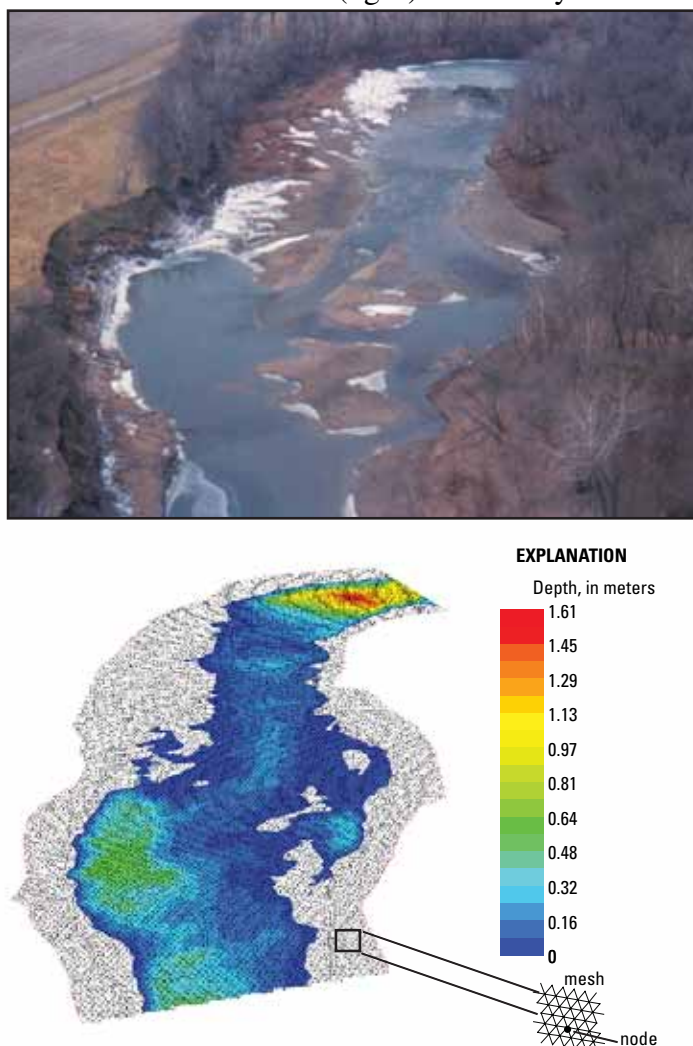 EXPLANATION
Depth, in meters
1.61
1.45
1.29
1.13
0.97
0.81
0.64
0.48
0.32
0.16
0
mesh
node